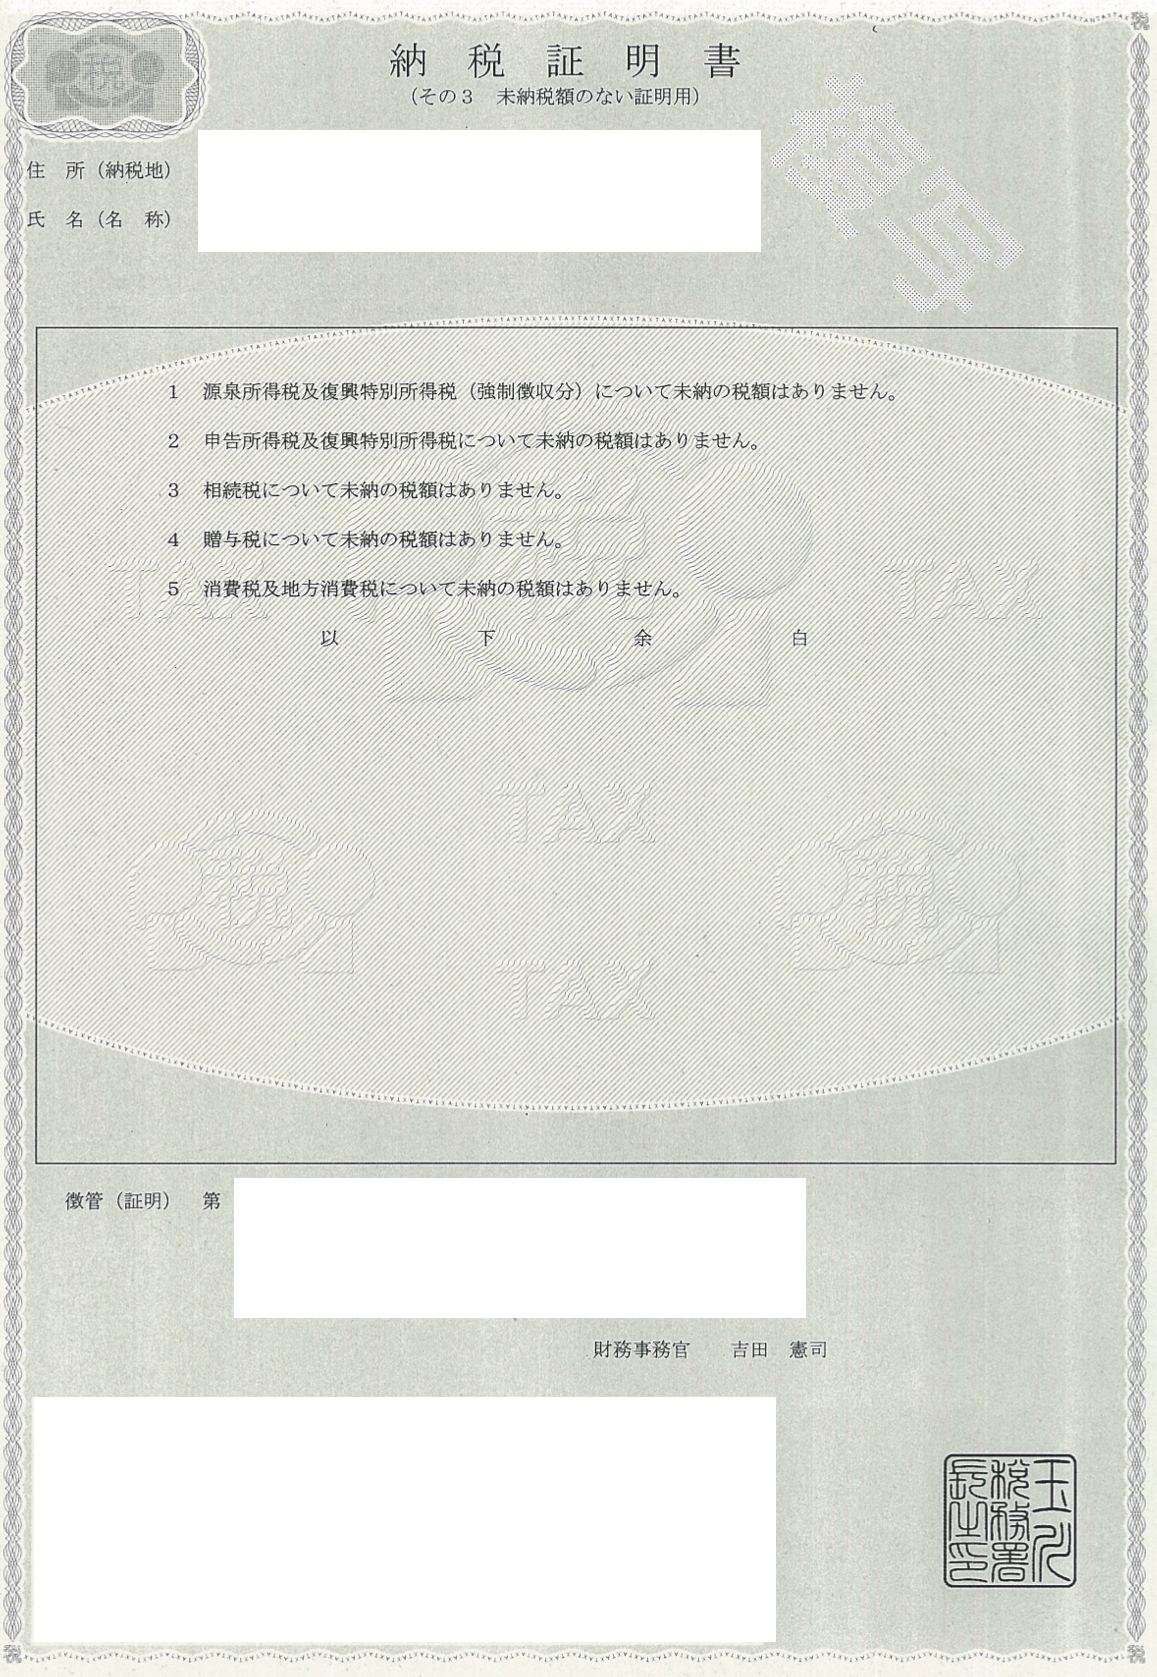 納税証明書
（その３　未納税額のない証明用）
複写
住　所（納税地）
氏　名（名　称）
1　源泉所得税及復興特別所得税（強制徴収分）について未納の税額はありません。
2　申告所得税及復興特別所得税について未納の税額はありません。
3　相続税について未納の税額はありません。
4　贈与税について未納の税額はありません。
5　消費税及地方消費税について未納の税額はありません。
以　下　余　白
TAX　TAX
TAX
税　税
TAX
徴管（証明）　第
財務事務官　　吉田　憲司
玉川税務署長之印